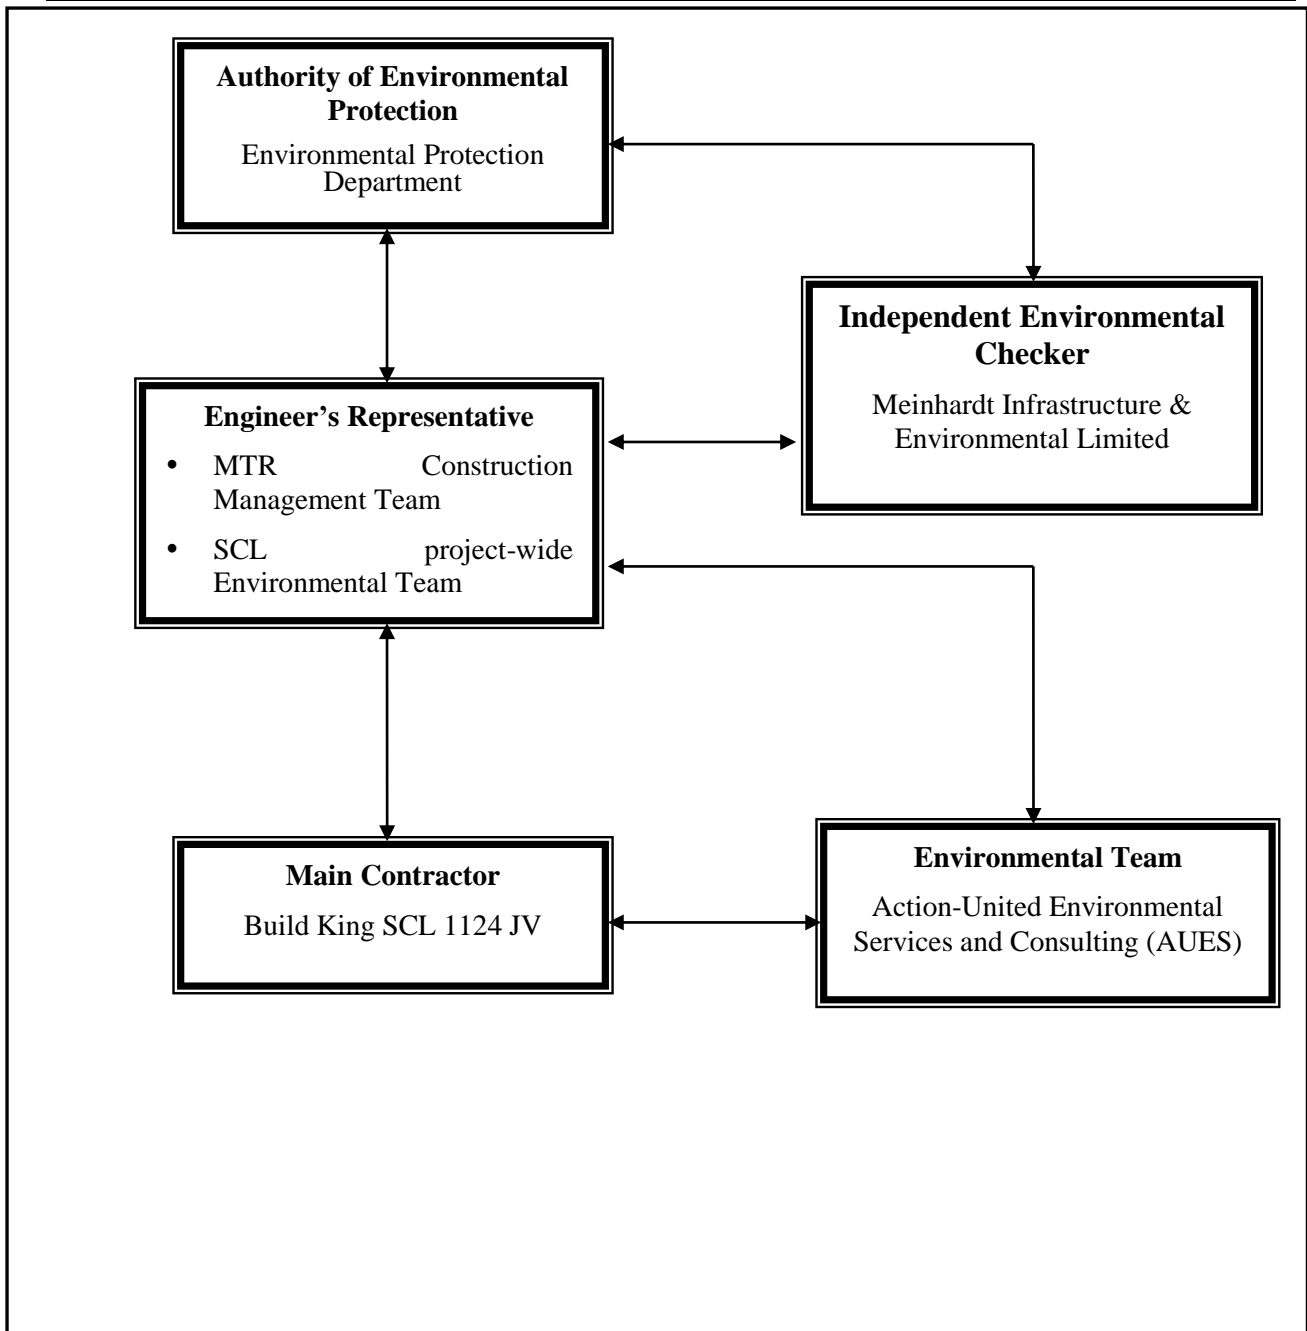 Authority of Environmental
Protection
Environmental Protection
Department
Independent Environmental
Checker
Meinhardt Infrastructure &
Environmental Limited
Engineer’s Representative
• MTR Construction
Management Team
• SCL project-wide
Environmental Team
Main Contractor
Build King SCL 1124 JV
Environmental Team
Action-United Environmental
Services and Consulting (AUES)